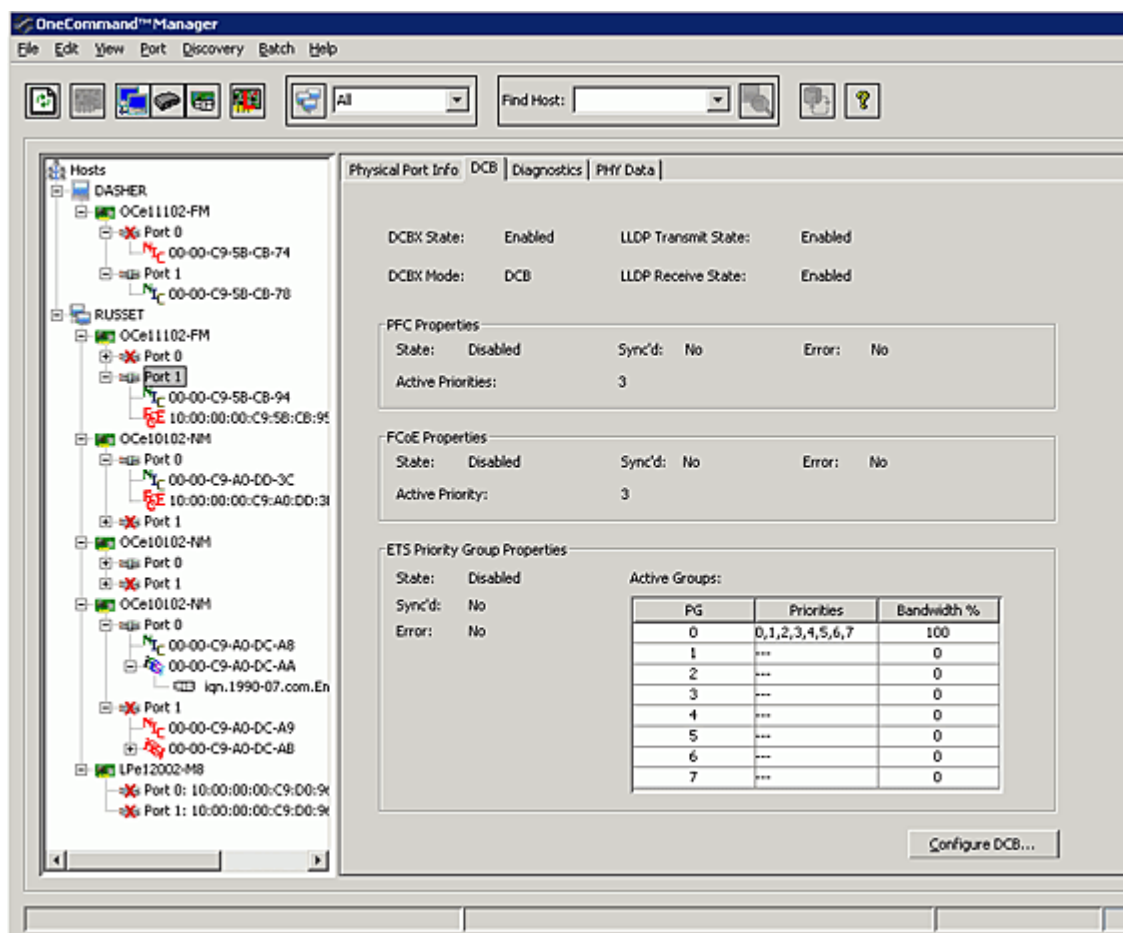 OneCommand™Manager
File Edit View Port Discovery Batch Help
All
Find Host:
Hosts
DASHER
OCe11102-FM
Port 0
NIC 00-00-C9-5B-CB-74
Port 1
NIC 00-00-C9-5B-CB-78
RUSSET
OCe11102-FM
Port 0
Port 1
NIC 00-00-C9-5B-CB-94
FCoE 10:00:00:00:C9:5B:CB:95
OCe10102-NM
Port 0
NIC 00-00-C9-A0-DD-3C
FCoE 10:00:00:00:C9:A0:DD:3
Port 1
OCe10102-NM
Port 0
Port 1
OCe10102-NM
Port 0
NIC 00-00-C9-A0-DC-A8
00-00-C9-A0-DC-AA
iqn.1990-07.com.En
Port 1
NIC 00-00-C9-A0-DC-A9
00-00-C9-A0-DC-AB
LPe12002-M8
Port 0: 10:00:00:00:C9:D0:9
Port 1: 10:00:00:00:C9:D0:9
Physical Port Info DCB Diagnostics PHY Data
DCBX State: Enabled LLDP Transmit State: Enabled
DCBX Mode: DCB LLDP Receive State: Enabled
PFC Properties
State: Disabled Sync'd: No Error: No
Active Priorities: 3
FCoE Properties
State: Disabled Sync'd: No Error: No
Active Priority: 3
ETS Priority Group Properties
State: Disabled Active Groups:
Sync'd: No
Error: No
PG Priorities Bandwidth %
0 0,1,2,3,4,5,6,7 100
1 --- 0
2 --- 0
3 --- 0
4 --- 0
5 --- 0
6 --- 0
7 --- 0
Configure DCB...